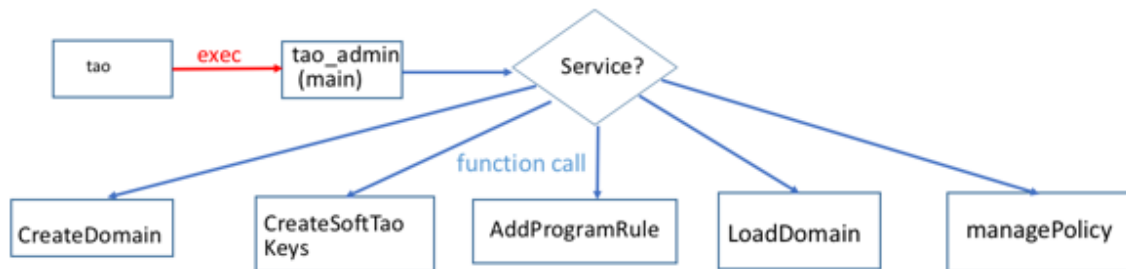 tao
exec
tao_admin
(main)
Service?
function call
CreateDomain
CreateSoftTao
Keys
AddProgramRule
LoadDomain
managePolicy